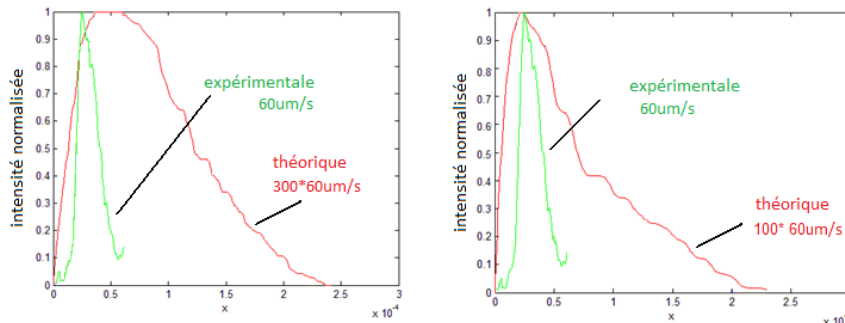 intensité normalisée
1
0.9
0.8
0.7
0.6
0.5
0.4
0.3
0.2
0.1
0
expérimentale
60um/s
théorique
300*60um/s
0
0.5
1
1.5
2
2.5
3
x
x 10⁻⁴
intensité normalisée
1
0.9
0.8
0.7
0.6
0.5
0.4
0.3
0.2
0.1
0
expérimentale
60um/s
théorique
100* 60um/s
0
0.5
1
1.5
2
2.5
x
x 10